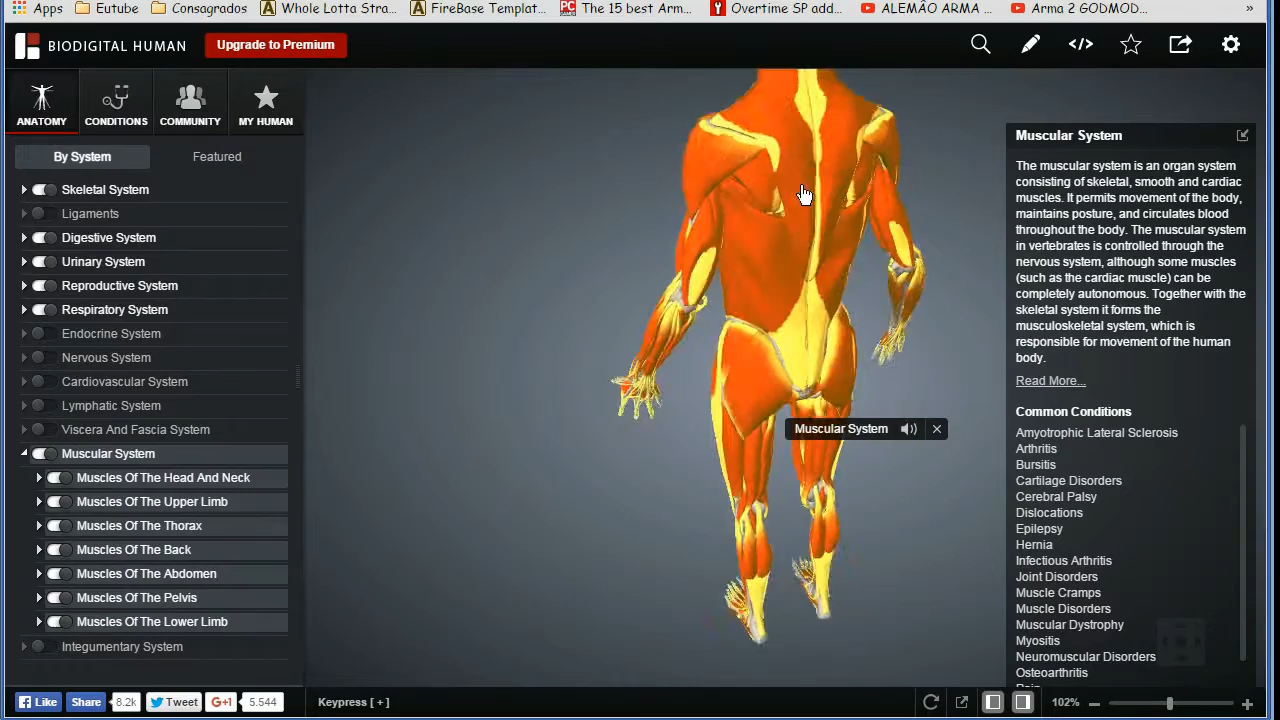 Apps
Eutube
Consagrados
Whole Lotta Stra...
FireBase Templat...
The 15 best Arm...
Overtime SP add...
ALEMÃO ARMA ...
Arma 2 GODMOD...
»
BIODIGITAL HUMAN
Upgrade to Premium
ANATOMY
CONDITIONS
COMMUNITY
MY HUMAN
By System
Featured
Skeletal System
Ligaments
Digestive System
Urinary System
Reproductive System
Respiratory System
Endocrine System
Nervous System
Cardiovascular System
Lymphatic System
Viscera And Fascia System
Muscular System
Muscles Of The Head And Neck
Muscles Of The Upper Limb
Muscles Of The Thorax
Muscles Of The Back
Muscles Of The Abdomen
Muscles Of The Pelvis
Muscles Of The Lower Limb
Integumentary System
Muscular System
Muscular System
The muscular system is an organ system
consisting of skeletal, smooth and cardiac
muscles. It permits movement of the body,
maintains posture, and circulates blood
throughout the body. The muscular system
in vertebrates is controlled through the
nervous system, although some muscles
(such as the cardiac muscle) can be
completely autonomous. Together with the
skeletal system it forms the
musculoskeletal system, which is
responsible for movement of the human
body.
Read More...
Common Conditions
Amyotrophic Lateral Sclerosis
Arthritis
Bursitis
Cartilage Disorders
Cerebral Palsy
Dislocations
Epilepsy
Hernia
Infectious Arthritis
Joint Disorders
Muscle Cramps
Muscle Disorders
Muscular Dystrophy
Myositis
Neuromuscular Disorders
Osteoarthritis
Like
Share
8.2k
Tweet
G+1
5.544
Keypress [ + ]
102%